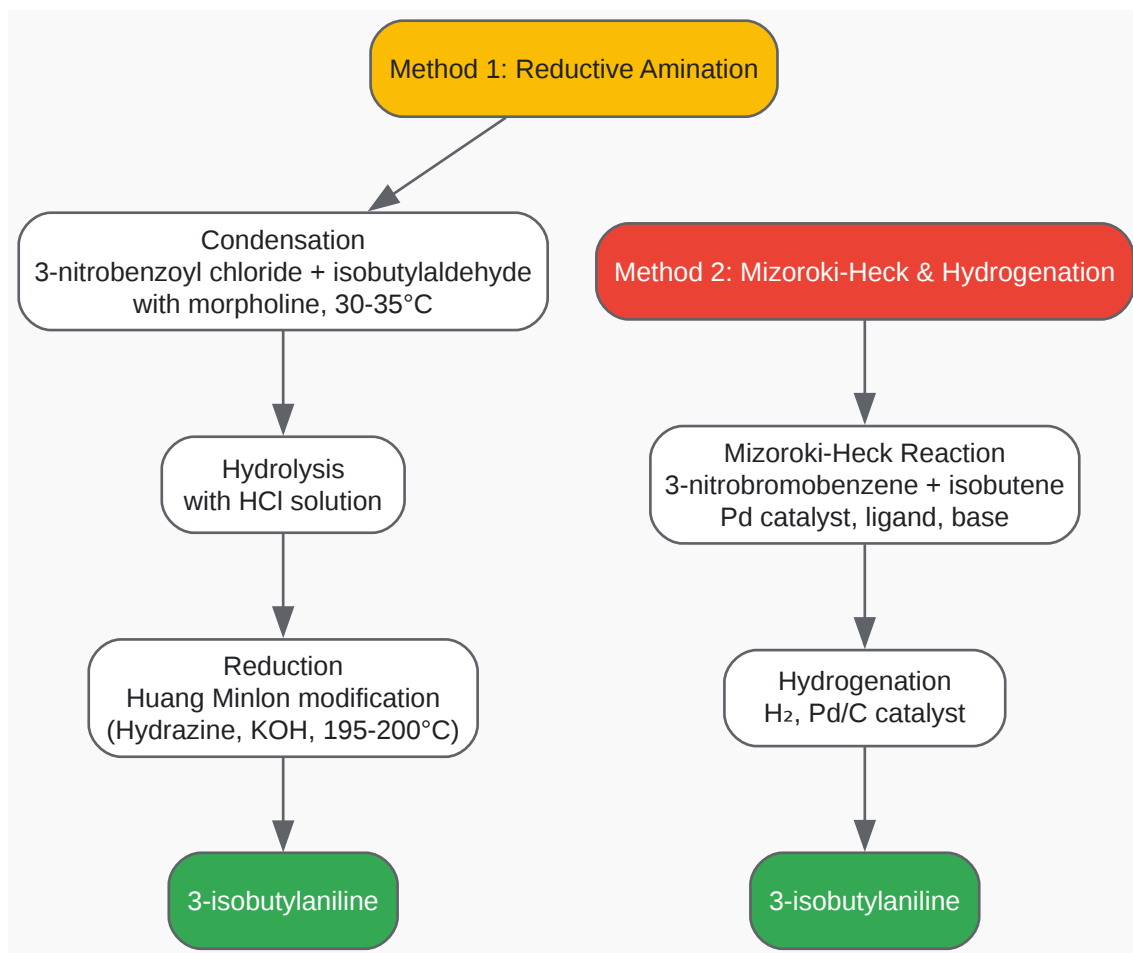 Method 1: Reductive Amination
Condensation
3-nitrobenzoyl chloride + isobutylaldehyde
with morpholine, 30-35°C
Hydrolysis
with HCl solution
Reduction
Huang Minlon modification
(Hydrazine, KOH, 195-200°C)
3-isobutylaniline
Method 2: Mizoroki-Heck & Hydrogenation
Mizoroki-Heck Reaction
3-nitrobromobenzene + isobutene
Pd catalyst, ligand, base
Hydrogenation
H₂, Pd/C catalyst
3-isobutylaniline